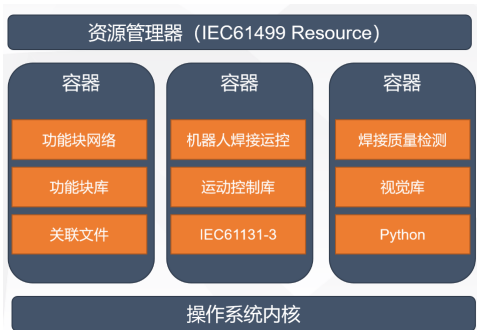 资源管理器（IEC61499 Resource）
容器
容器
容器
功能块网络
机器人焊接运控
焊接质量检测
功能块库
运动控制库
视觉库
关联文件
IEC61131-3
Python
操作系统内核